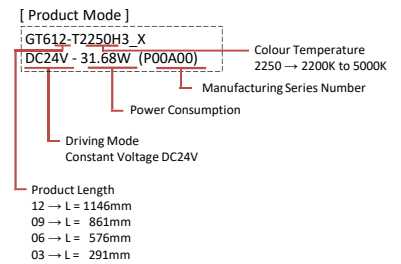 [ Product Mode ]
GT612-T2250H3_X
DC24V - 31.68W (P00A00)
Colour Temperature
2250 → 2200K to 5000K
Manufacturing Series Number
Power Consumption
Driving Mode
Constant Voltage DC24V
Product Length
12 → L = 1146mm
09 → L = 861mm
06 → L = 576mm
03 → L = 291mm